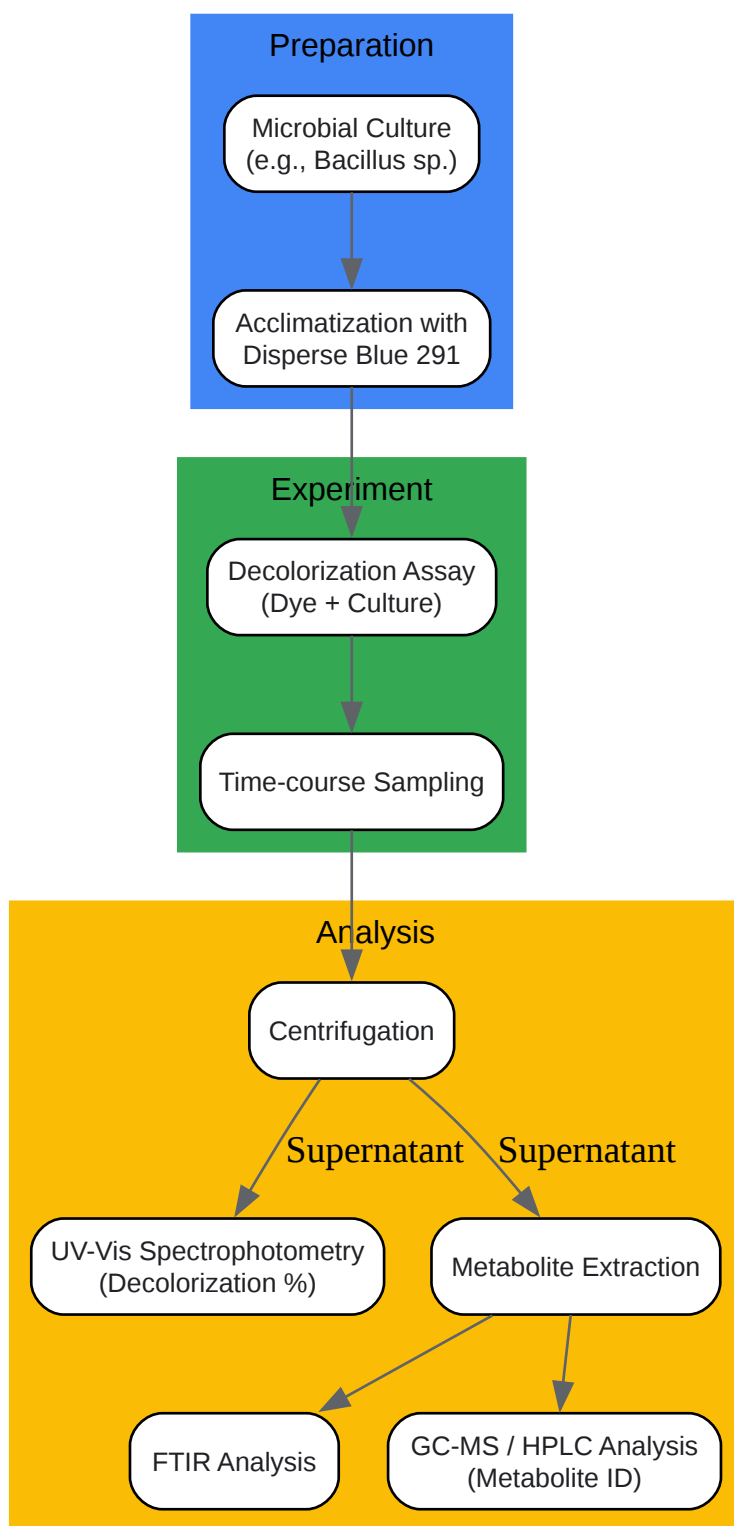 Preparation
Microbial Culture
(e.g., Bacillus sp.)
Acclimatization with
Disperse Blue 291
Experiment
Decolorization Assay
(Dye + Culture)
Time-course Sampling
Analysis
Centrifugation
Supernatant
Supernatant
UV-Vis Spectrophotometry
(Decolorization %)
Metabolite Extraction
FTIR Analysis
GC-MS / HPLC Analysis
(Metabolite ID)